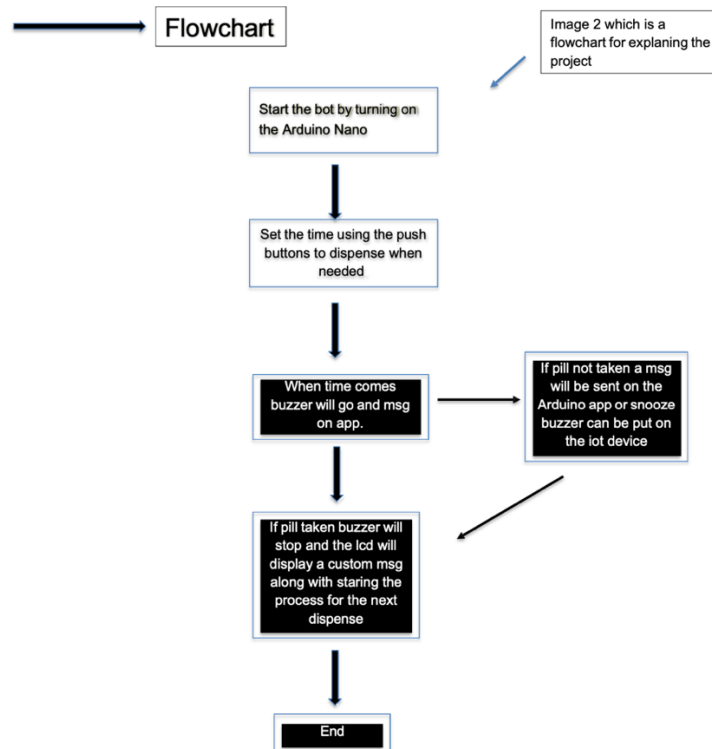 Flowchart
Image 2 which is a
flowchart for explaning the
project
Start the bot by turning on
the Arduino Nano
Set the time using the push
buttons to dispense when
needed
When time comes
buzzer will go and msg
on app.
If pill not taken a msg
will be sent on the
Arduino app or snooze
buzzer can be put on
the iot device
If pill taken buzzer will
stop and the lcd will
display a custom msg
along with staring the
process for the next
dispense
End